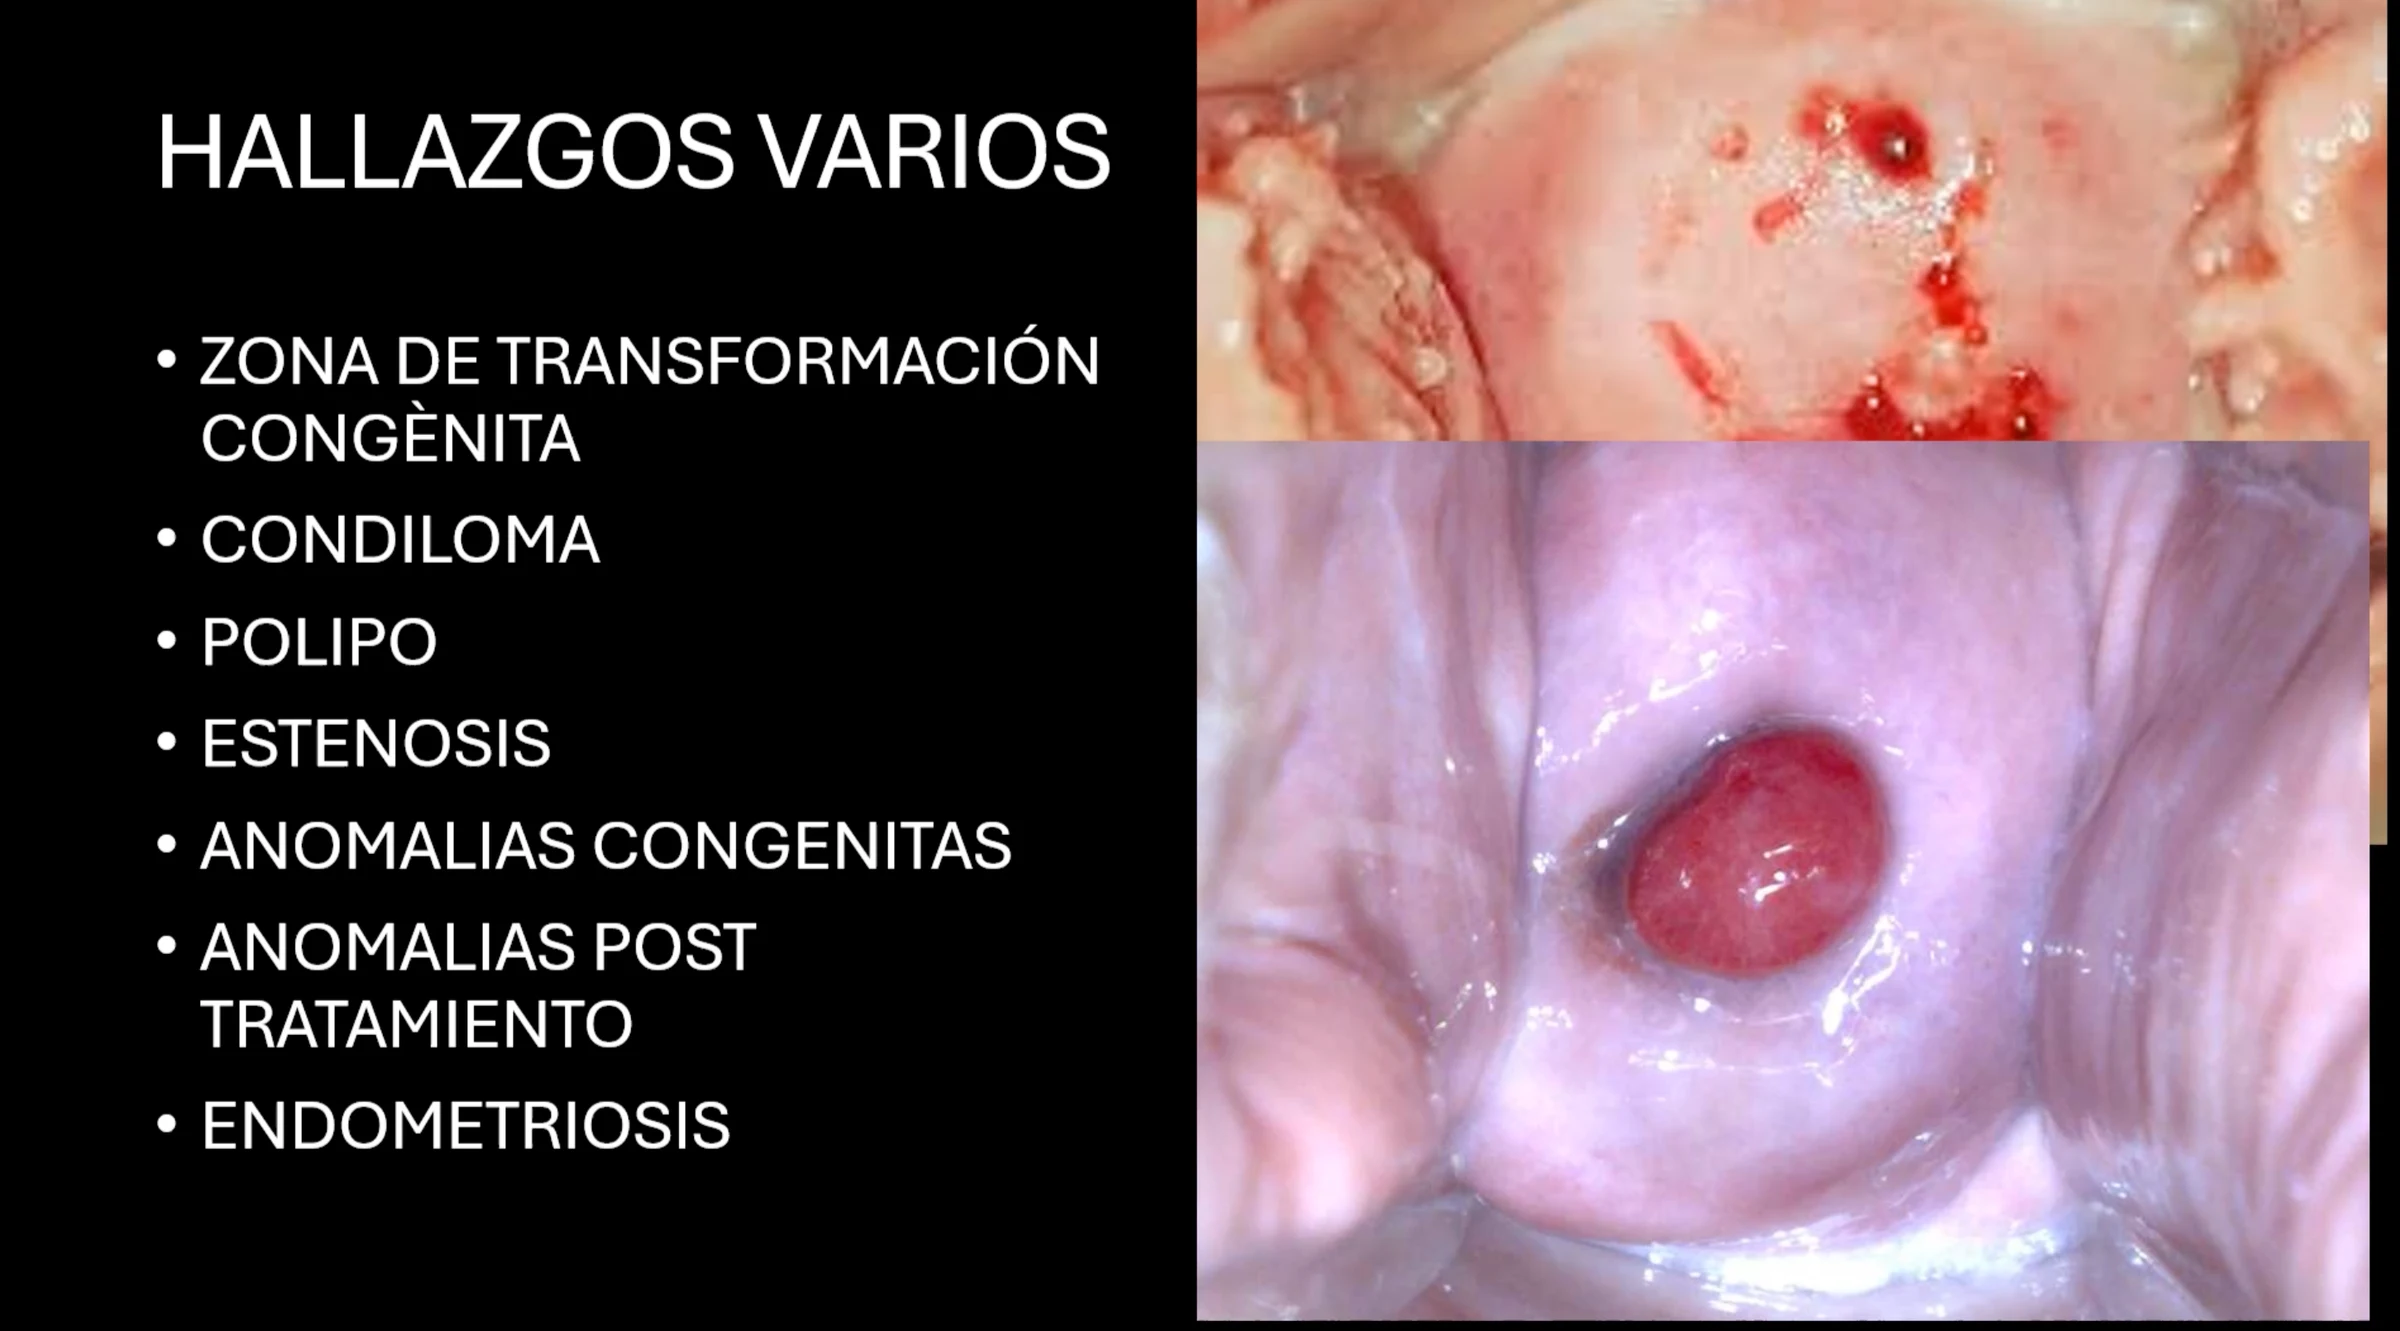 HALLAZGOS VARIOS
• ZONA DE TRANSFORMACIÓN
CONGÈNITA
• CONDILOMA
• POLIPO
• ESTENOSIS
• ANOMALIAS CONGENITAS
• ANOMALIAS POST
TRATAMIENTO
• ENDOMETRIOSIS